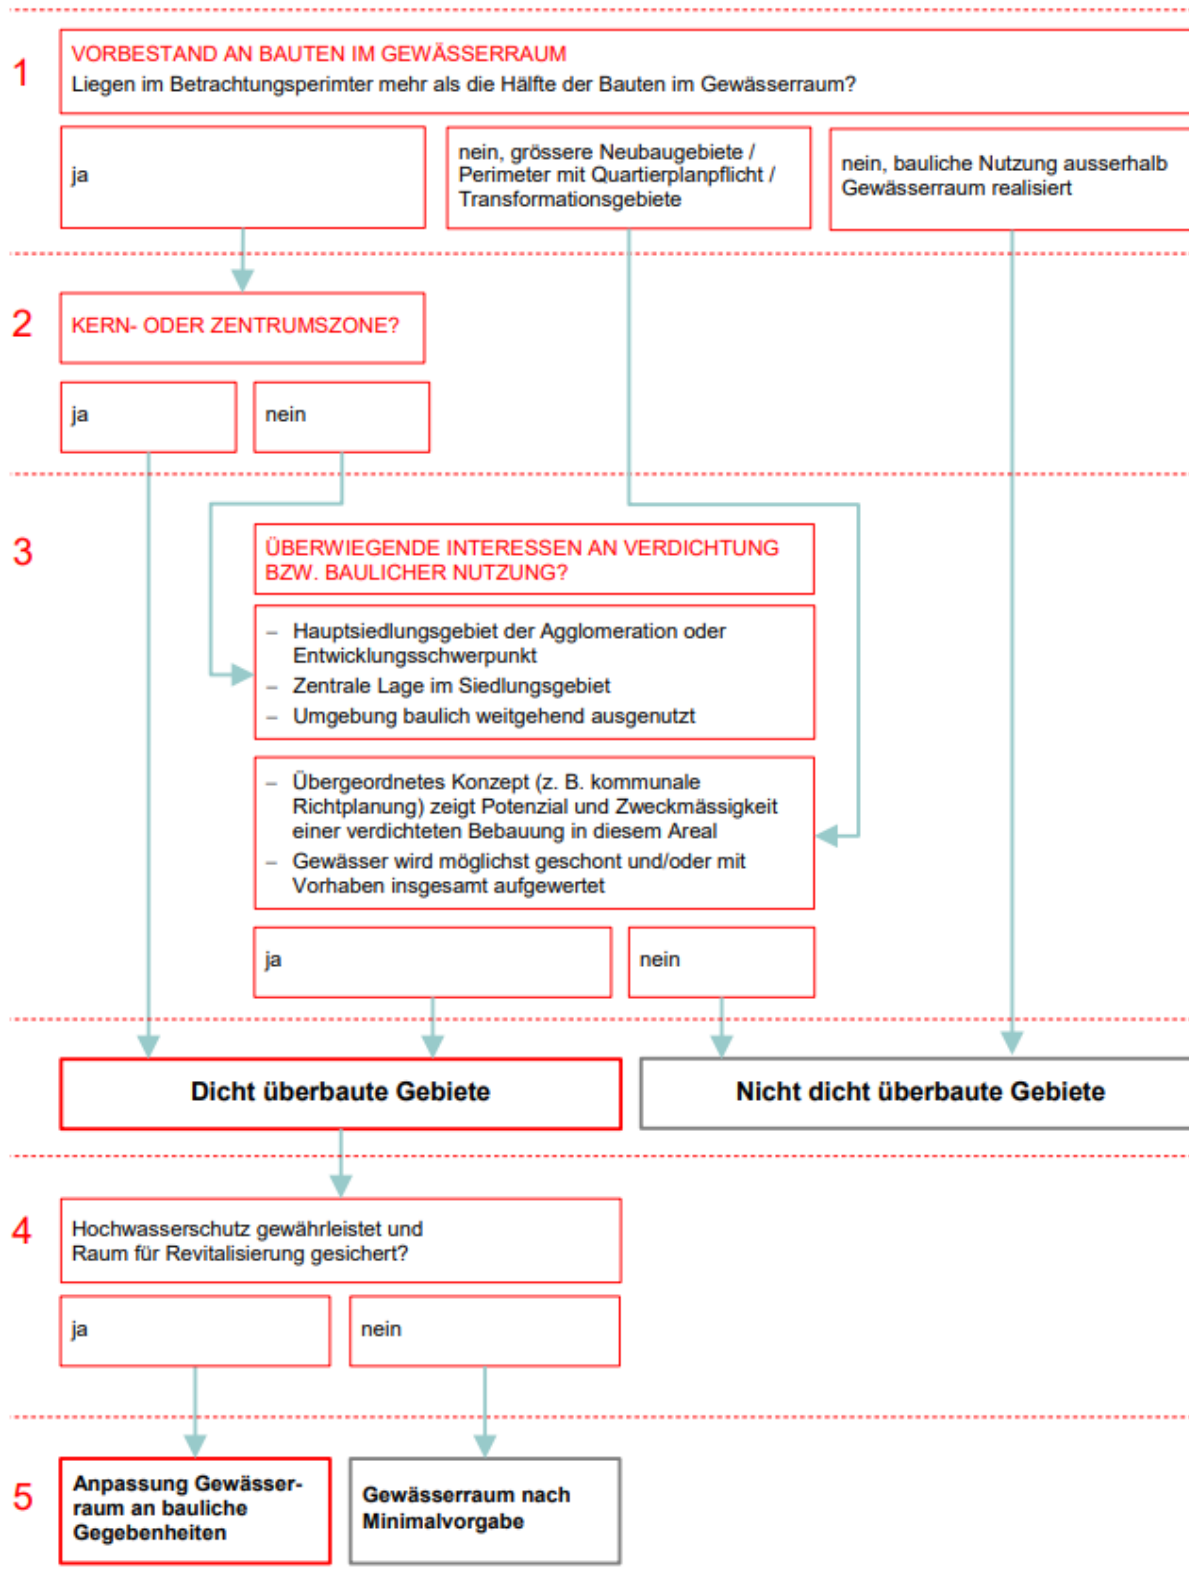 1
VORBESTAND AN BAUTEN IM GEWÄSSERRAUM
Liegen im Betrachtungsperimter mehr als die Hälfte der Bauten im Gewässerraum?
ja
nein, grössere Neubaugebiete /
Perimeter mit Quartierplanpflicht /
Transformationsgebiete
nein, bauliche Nutzung ausserhalb
Gewässerraum realisiert
2
KERN- ODER ZENTRUMSZONE?
ja
nein
3
ÜBERWIEGENDE INTERESSEN AN VERDICHTUNG
BZW. BAULICHER NUTZUNG?
– Hauptsiedlungsgebiet der Agglomeration oder
Entwicklungsschwerpunkt
– Zentrale Lage im Siedlungsgebiet
– Umgebung baulich weitgehend ausgenutzt
– Übergeordnetes Konzept (z. B. kommunale
Richtplanung) zeigt Potenzial und Zweckmässigkeit
einer verdichteten Bebauung in diesem Areal
– Gewässer wird möglichst geschont und/oder mit
Vorhaben insgesamt aufgewertet
ja
nein
Dicht überbaute Gebiete
Nicht dicht überbaute Gebiete
4
Hochwasserschutz gewährleistet und
Raum für Revitalisierung gesichert?
ja
nein
5
Anpassung Gewässer-
raum an bauliche
Gegebenheiten
Gewässerraum nach
Minimalvorgabe